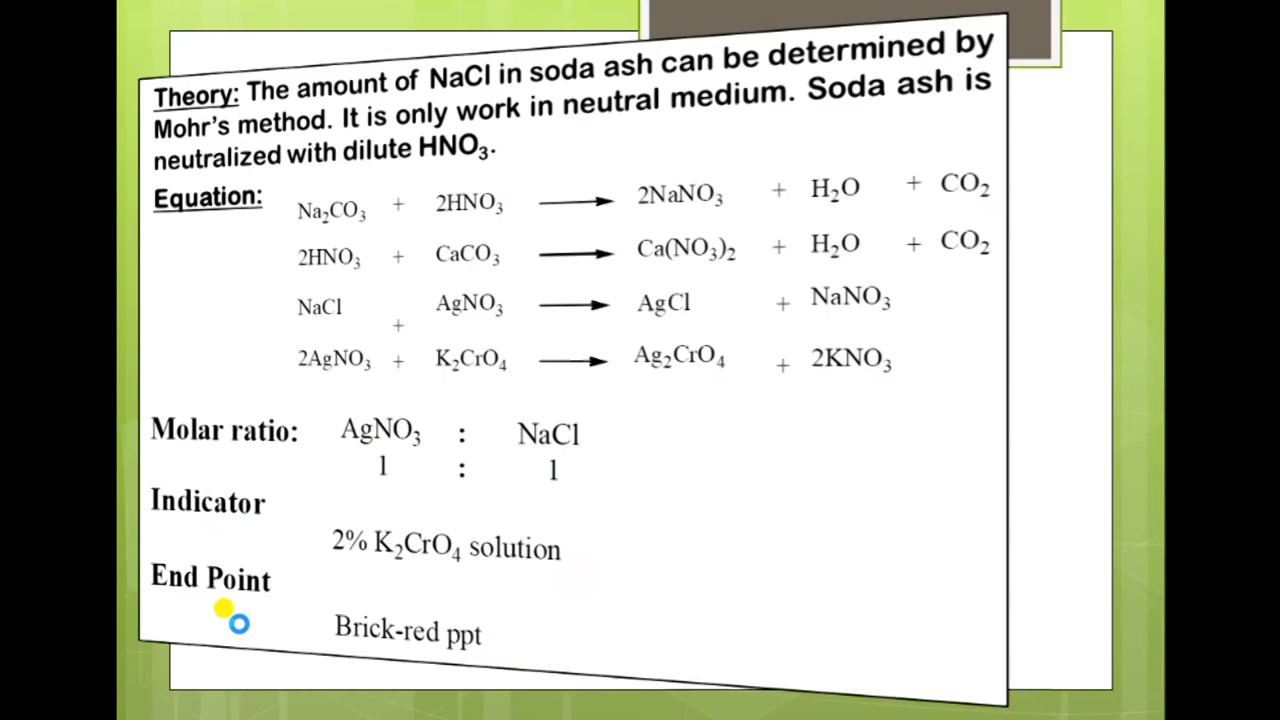 Theory: The amount of NaCl in soda ash can be determined by
Mohr's method. It is only work in neutral medium. Soda ash is
neutralized with dilute HNO₃.
Equation:
Na₂CO₃ + 2HNO₃ ⟶ 2NaNO₃ + H₂O + CO₂
2HNO₃ + CaCO₃ ⟶ Ca(NO₃)₂ + H₂O + CO₂
NaCl + AgNO₃ ⟶ AgCl + NaNO₃
2AgNO₃ + K₂CrO₄ ⟶ Ag₂CrO₄ + 2KNO₃
Molar ratio: AgNO₃ : NaCl
1 : 1
Indicator
2% K₂CrO₄ solution
End Point
Brick-red ppt